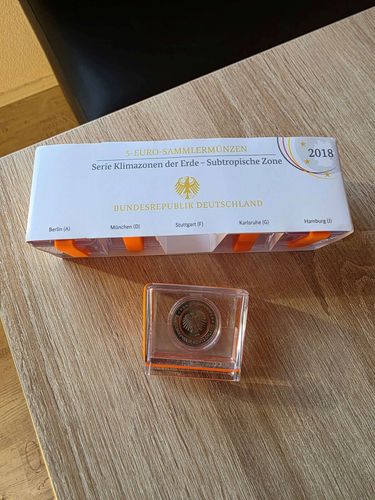 5-EURO-SAMMLERMÜNZEN
Serie Klimazonen der Erde – Subtropische Zone
2018
BUNDESREPUBLIK DEUTSCHLAND
Berlin (A) München (D) Stuttgart (F) Karlsruhe (G) Hamburg (J)